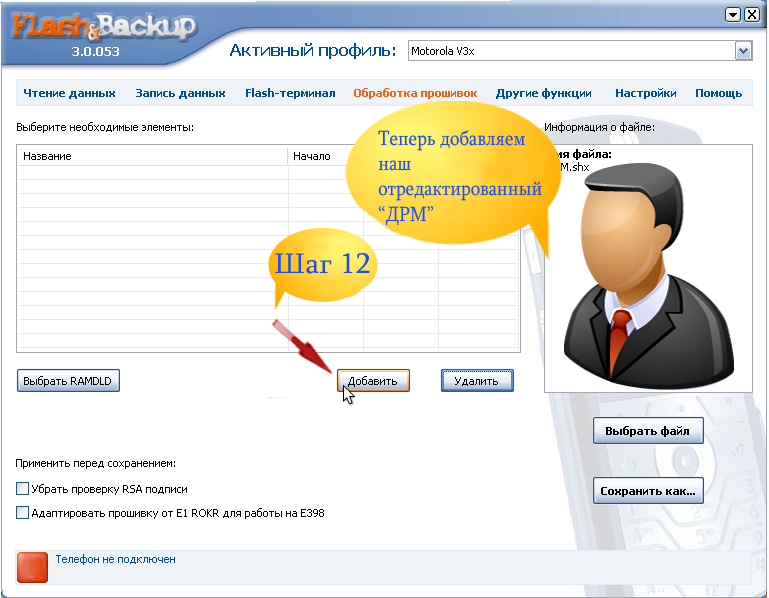 Flash&Backup
3.0.053
Активный профиль:
Motorola V3x
Чтение данных
Запись данных
Flash-терминал
Обработка прошивок
Другие функции
Настройки
Помощь
Выберите необходимые элементы:
Название
Начало
Теперь добавляем
наш
отредактированный
“ДРМ”
Информация о файле:
мя файла:
M.shx
Шаг 12
Выбрать RAMDLD
Добавить
Удалить
Выбрать файл
Сохранить как...
Применить перед сохранением:
Убрать проверку RSA подписи
Адаптировать прошивку от E1 ROKR для работы на E398
Телефон не подключен